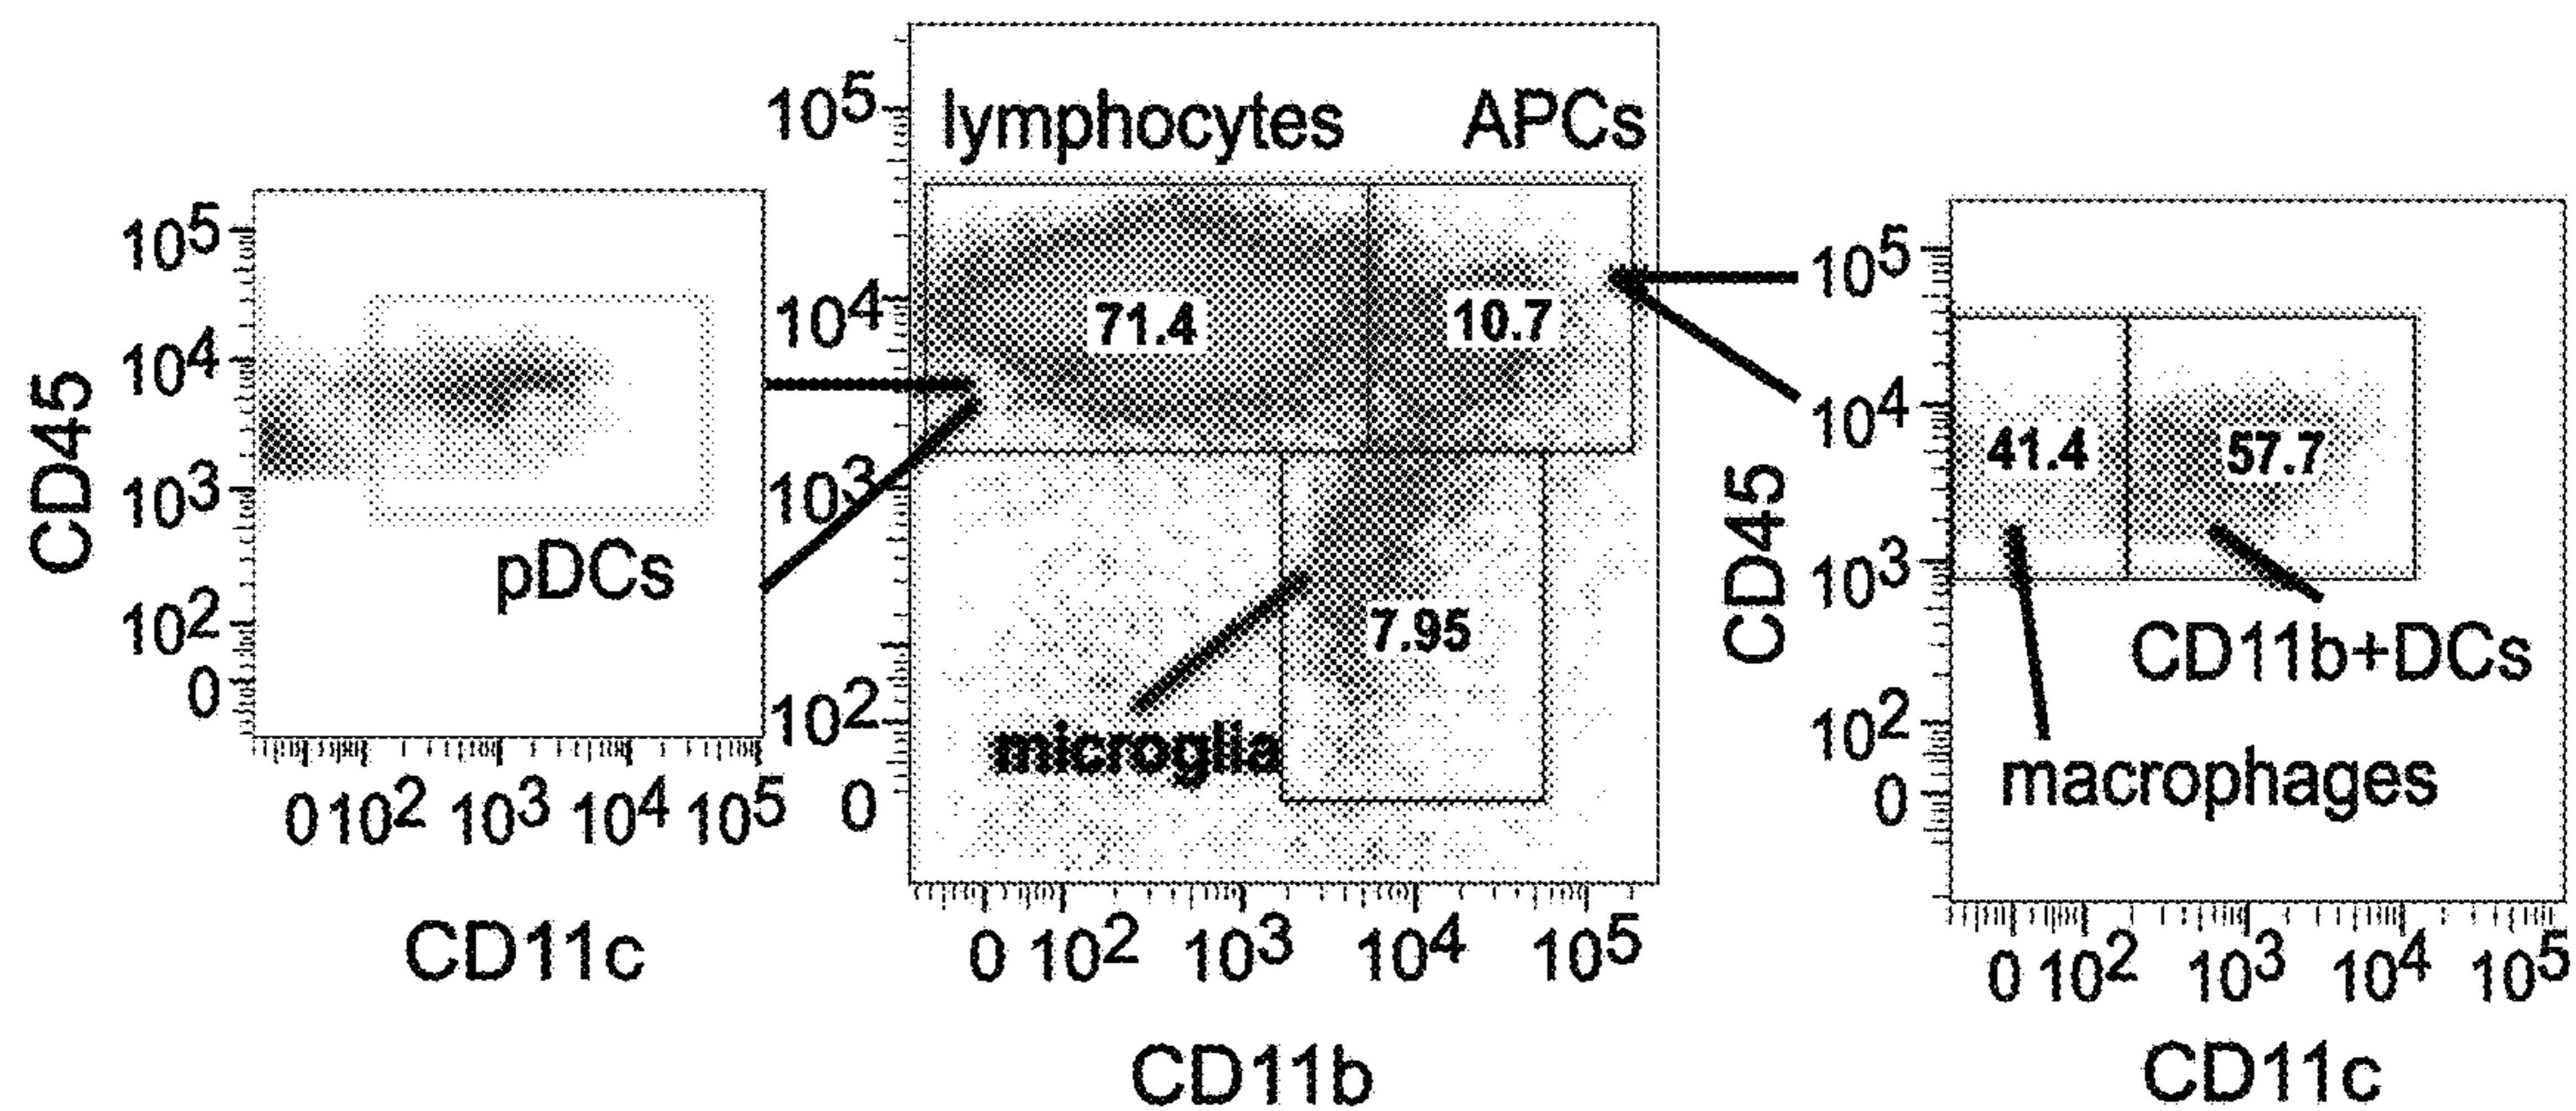 CD45
10⁵
10⁴
10³
10²
0
pDCs
0 10² 10³ 10⁴ 10⁵
CD11c
10⁵
10⁴
10³
10²
0
lymphocytes APCs
71.4 10.7
7.95
microglia
0 10² 10³ 10⁴ 10⁵
CD11b
CD45
10⁵
10⁴
10³
10²
0
41.4 57.7
CD11b+DCs
macrophages
0 10² 10³ 10⁴ 10⁵
CD11c